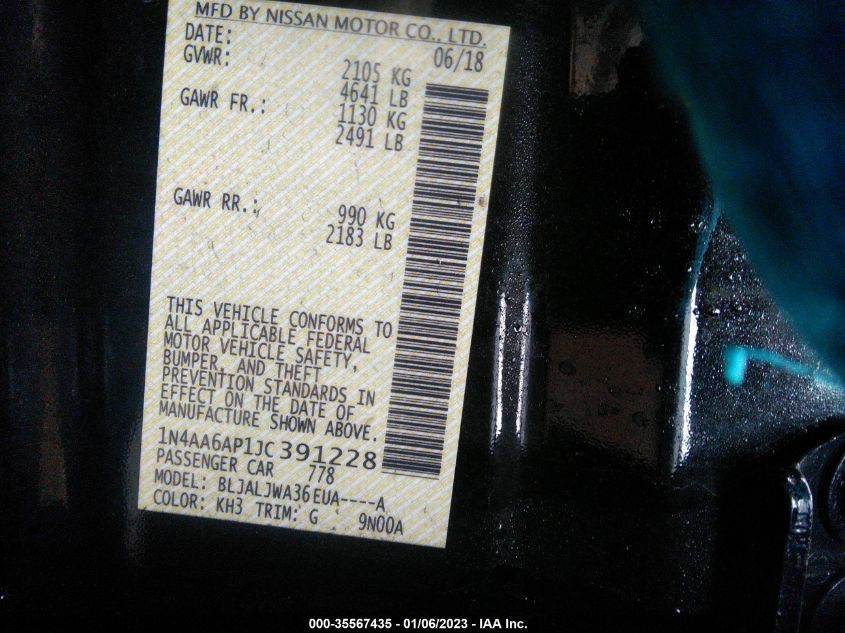 MFD BY NISSAN MOTOR CO., LTD.
DATE: 06/18
GVWR: 2105 KG
4641 LB
GAWR FR.: 1130 KG
2491 LB
GAWR RR.: 990 KG
2183 LB
THIS VEHICLE CONFORMS TO
ALL APPLICABLE FEDERAL
MOTOR VEHICLE SAFETY,
BUMPER, AND THEFT
PREVENTION STANDARDS IN
EFFECT ON THE DATE OF
MANUFACTURE SHOWN ABOVE.
1N4AA6AP1JC391228
PASSENGER CAR 778
MODEL: BLJALJWA36EUA----A
COLOR: KH3 TRIM: G 9N00A
000-35567435 - 01/06/2023 - IAA Inc.